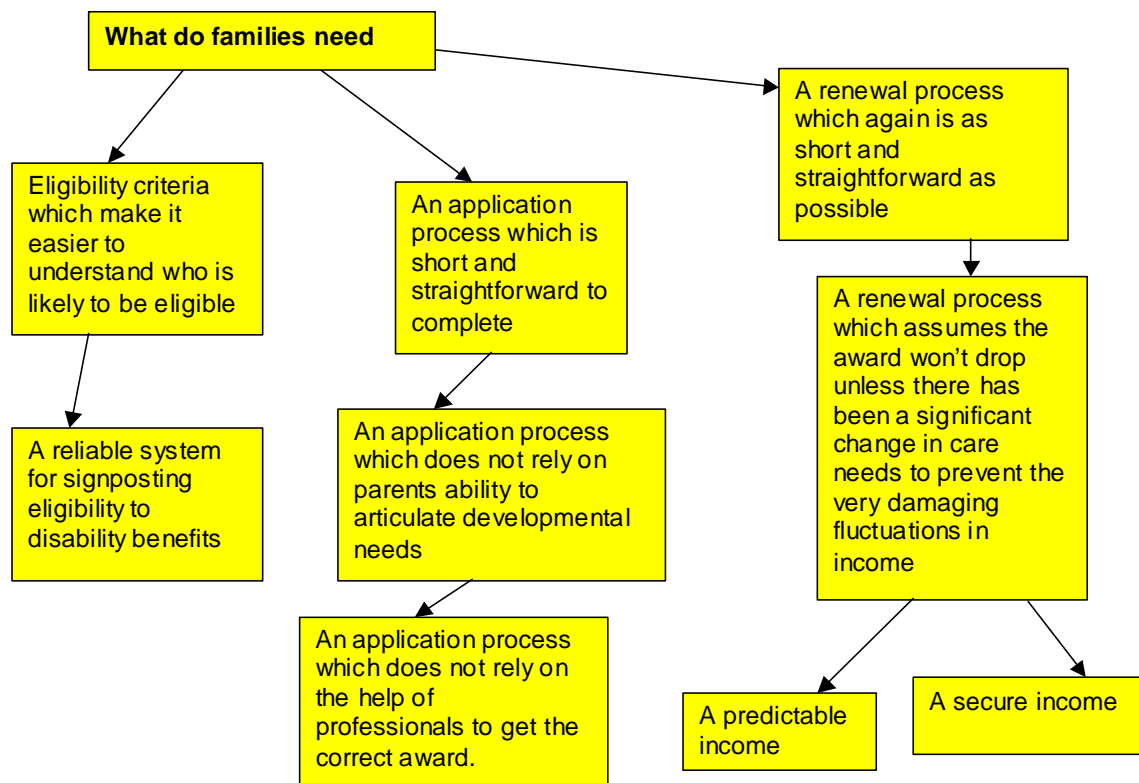 What do families need
Eligibility criteria
which make it
easier to
understand who is
likely to be eligible
A reliable system
for signposting
eligibility to
disability benefits
An application
process which is
short and
straightforward to
complete
An application process
which does not rely on
parents ability to
articulate developmental
needs
An application process
which does not rely on
the help of
professionals to get the
correct award.
A renewal process
which again is as
short and
straightforward as
possible
A renewal process
which assumes the
award won’t drop
unless there has
been a significant
change in care
needs to prevent the
very damaging
fluctuations in
income
A predictable
income
A secure income